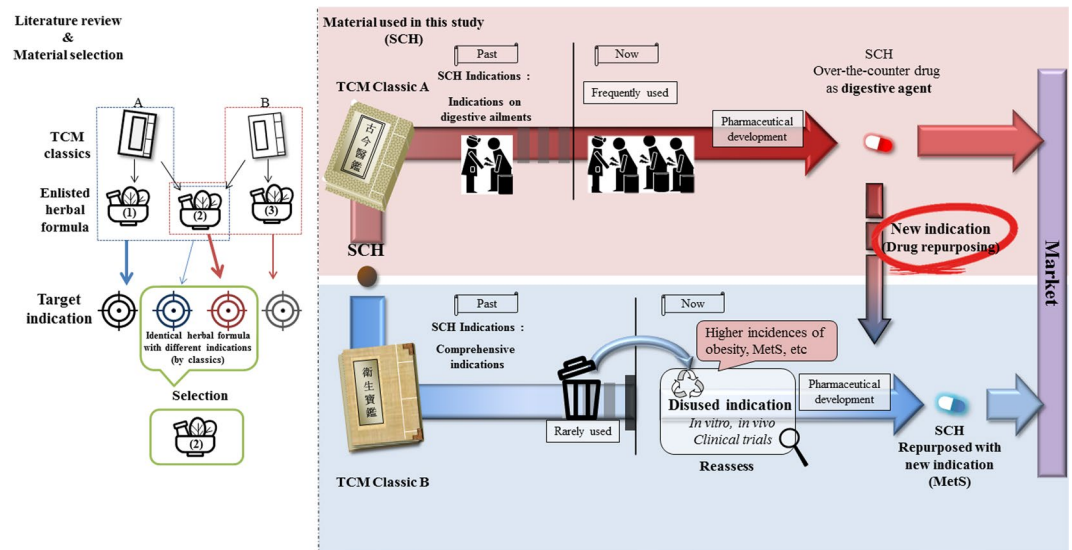 Literature review
&
Material selection
A
B
TCM
classics
Enlisted
herbal
formula
(1)
(2)
(3)
Target
indication
Identical herbal formula
with different indications
(by classics)
Selection
(2)
Material used in this study
(SCH)
TCM Classic A
古今醫鑑
Past
SCH Indications :
Indications on
digestive ailments
Now
Frequently used
Pharmaceutical
development
SCH
Over-the-counter drug
as digestive agent
New indication
(Drug repurposing)
SCH
Market
衛生寶鑑
TCM Classic B
Past
SCH Indications :
Comprehensive
indications
Rarely used
Now
Higher incidences of
obesity, MetS, etc
Disused indication
In vitro, in vivo
Clinical trials
Reassess
Pharmaceutical
development
SCH
Repurposed with
new indication
(MetS)